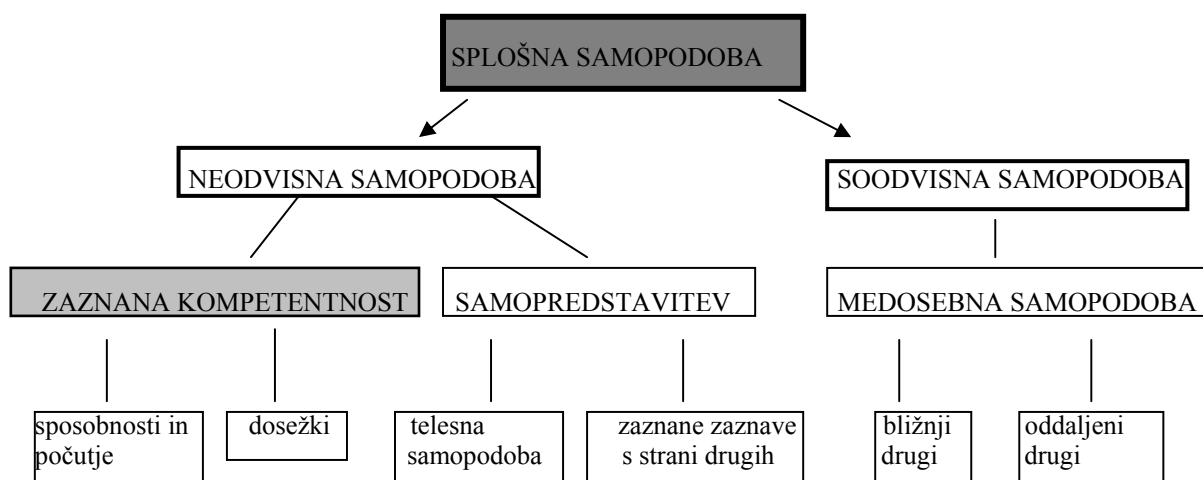 SPLOŠNA SAMOPODOBA
NEODVISNA SAMOPODOBA
SOODVISNA SAMOPODOBA
ZAZNANA KOMPETENTNOST
SAMOPREDSTAVITEV
MEDOSEBNA SAMOPODOBA
sposobnosti in
počutje
dosežki
telesna
samopodoba
zaznane zaznave
s strani drugih
bližnji
drugi
oddaljeni
drugi